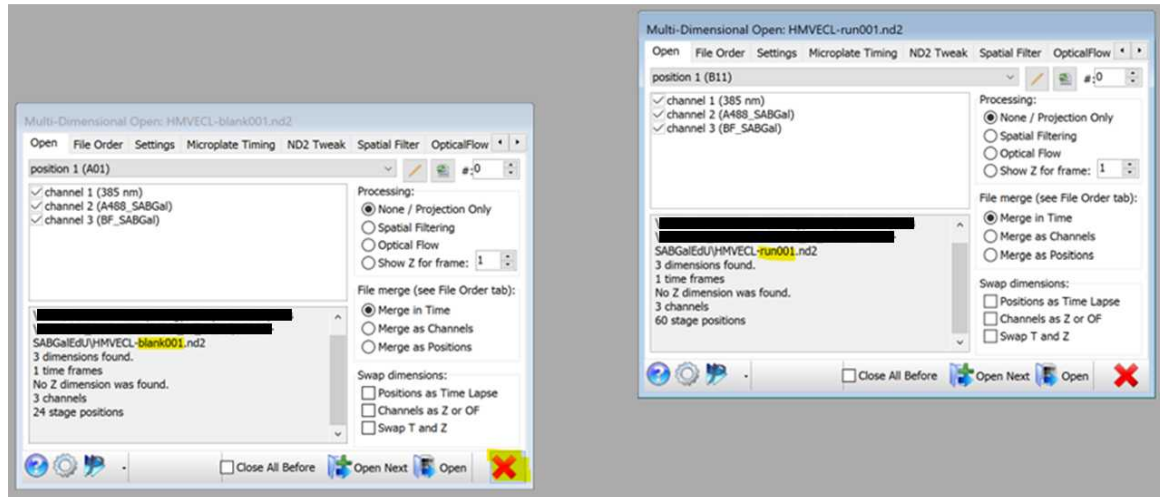 Multi-Dimensional Open: HMVECL-blank001.nd2
Open File Order Settings Microplate Timing ND2 Tweak Spatial Filter OpticalFlow
position 1 (A01)
#:0
channel 1 (385 nm)
channel 2 (A488_SABGal)
channel 3 (BF_SABGal)
Processing:
None / Projection Only
Spatial Filtering
Optical Flow
Show Z for frame: 1
File merge (see File Order tab):
Merge in Time
Merge as Channels
Merge as Positions
SABGalEdU\HMVECL-blank001.nd2
3 dimensions found.
1 time frames
No Z dimension was found.
3 channels
24 stage positions
Swap dimensions:
Positions as Time Lapse
Channels as Z or OF
Swap T and Z
Close All Before Open Next Open
Multi-Dimensional Open: HMVECL-run001.nd2
Open File Order Settings Microplate Timing ND2 Tweak Spatial Filter OpticalFlow
position 1 (B11)
#:0
channel 1 (385 nm)
channel 2 (A488_SABGal)
channel 3 (BF_SABGal)
Processing:
None / Projection Only
Spatial Filtering
Optical Flow
Show Z for frame: 1
File merge (see File Order tab):
Merge in Time
Merge as Channels
Merge as Positions
SABGalEdU\HMVECL-run001.nd2
3 dimensions found.
1 time frames
No Z dimension was found.
3 channels
60 stage positions
Swap dimensions:
Positions as Time Lapse
Channels as Z or OF
Swap T and Z
Close All Before Open Next Open